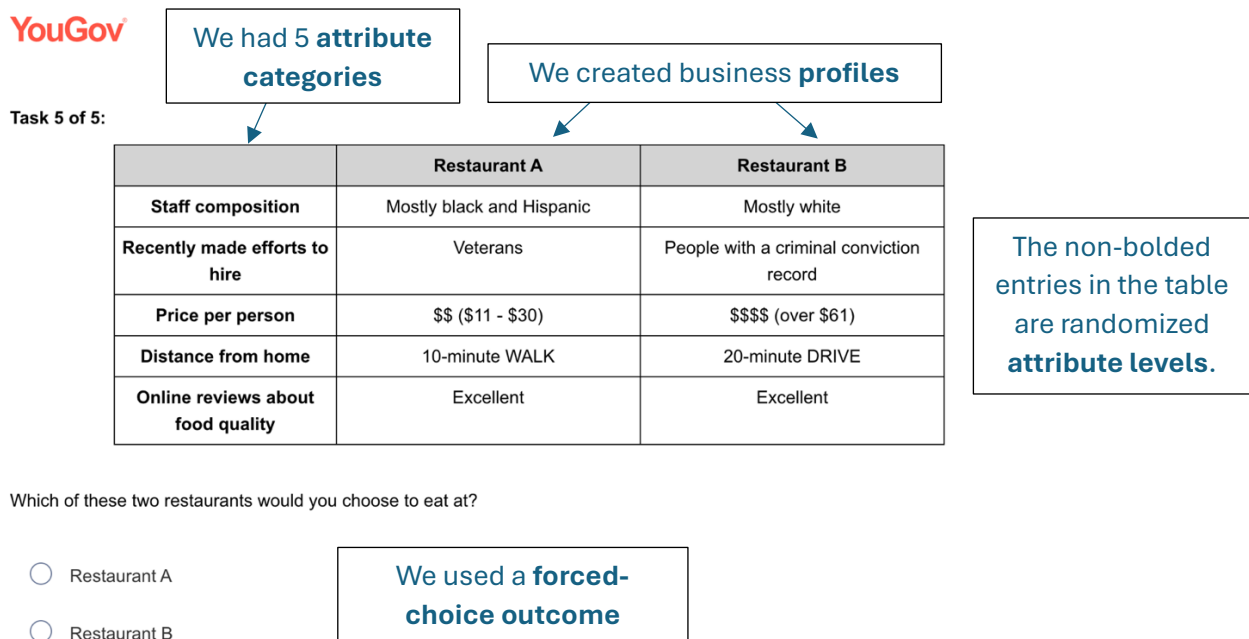 YouGov
We had 5 attribute
categories
We created business profiles
Task 5 of 5:
Restaurant A Restaurant B
Staff composition Mostly black and Hispanic Mostly white
Recently made efforts to Veterans People with a criminal conviction
hire record
Price per person $$ ($11 - $30) $$$$ (over $61)
Distance from home 10-minute WALK 20-minute DRIVE
Online reviews about Excellent Excellent
food quality
The non-bolded
entries in the table
are randomized
attribute levels.
Which of these two restaurants would you choose to eat at?
Restaurant A
Restaurant B
We used a forced-
choice outcome